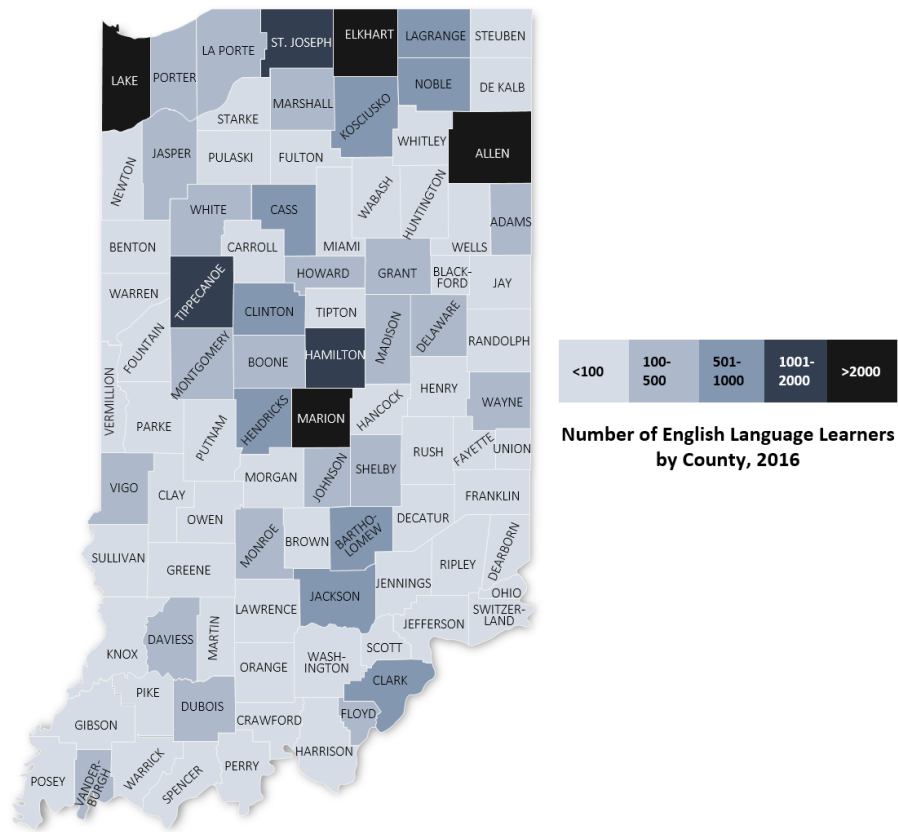 LAKE
PORTER
LA PORTE
ST. JOSEPH
ELKHART
LAGRANGE
STEUBEN
NOBLE
DE KALB
STARKE
MARSHALL
KOSCIUSKO
WHITLEY
ALLEN
NEWTON
JASPER
PULASKI
FULTON
WABASH
HUNTINGTON
WHITE
CASS
MIAMI
WELLS
ADAMS
BENTON
CARROLL
HOWARD
GRANT
BLACK-
FORD
JAY
WARREN
TIPPECANOE
CLINTON
TIPTON
MADISON
DELAWARE
RANDOLPH
FOUNTAIN
MONTGOMERY
BOONE
HAMILTON
VERMILLION
PARKE
PUTNAM
HENDRICKS
MARION
HANCOCK
HENRY
WAYNE
RUSH
FAYETTE
UNION
VIGO
CLAY
MORGAN
JOHNSON
SHELBY
FRANKLIN
OWEN
MONROE
BROWN
BARTHO-
LOMEW
DECATUR
DEARBORN
SULLIVAN
GREENE
JACKSON
JENNINGS
RIPLEY
OHIO
SWITZER-
LAND
LAWRENCE
JEFFERSON
KNOX
DAVIESS
MARTIN
ORANGE
WASH-
INGTON
SCOTT
CLARK
PIKE
DUBOIS
CRAWFORD
FLOYD
GIBSON
HARRISON
POSEY
VANDER-
BURGH
WARRICK
SPENCER
PERRY
<100
100-
500
501-
1000
1001-
2000
>2000
Number of English Language Learners
by County, 2016